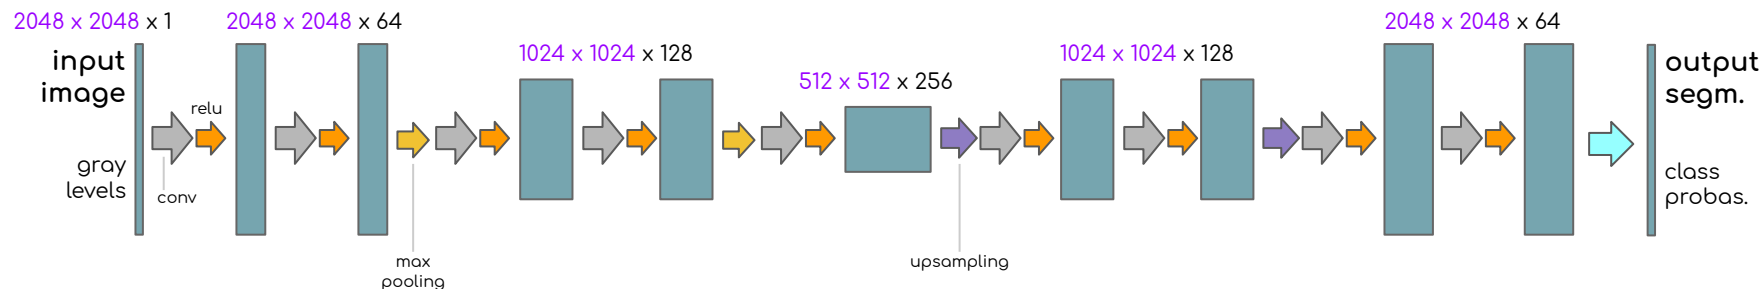 2048 x 2048 x 1
2048 x 2048 x 64
2048 x 2048 x 64
1024 x 1024 x 128
1024 x 1024 x 128
512 x 512 x 256
input
image
output
segm.
relu
gray
levels
conv
class
probas.
max
pooling
upsampling